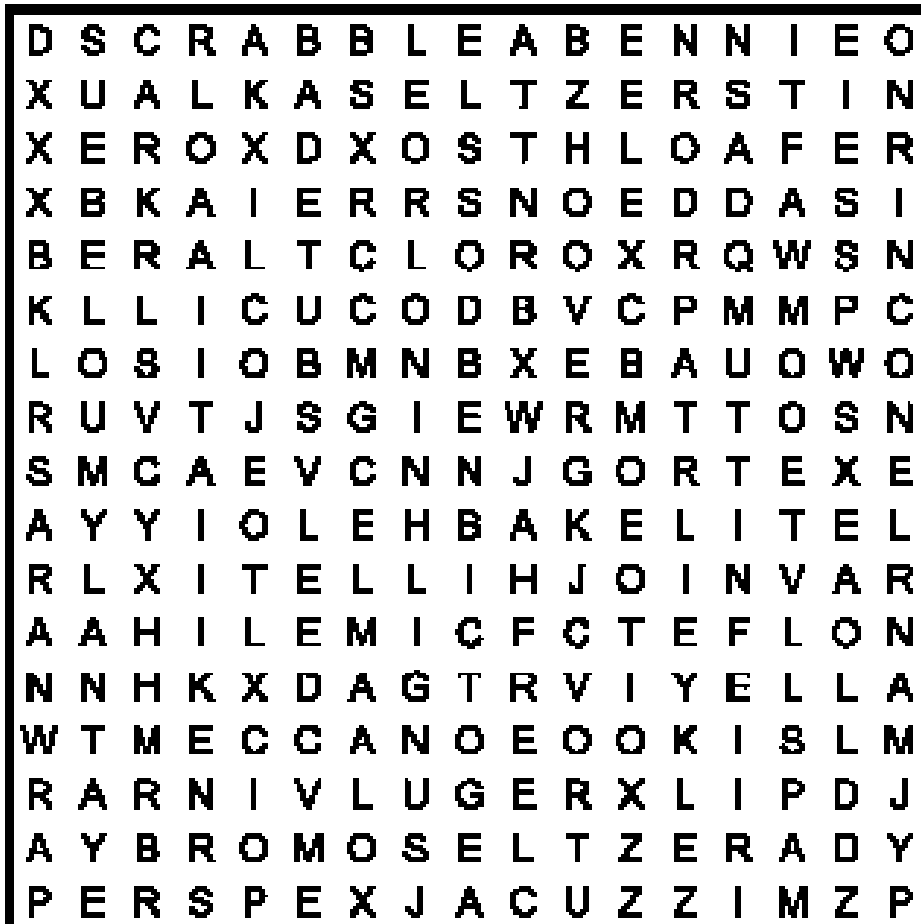 D S C R A B B L E A B E N N I E O
X U A L K A S E L T Z E R S T I N
X E R O X D X O S T H L O A F E R
X B K A I E R R S N O E D D A S I
B E R A L T C L O R O X R Q W S N
K L L I C U C O D B V C P M M P C
L O S I O B M N B X E B A U O W O
R U V T J S G I E W R M T T O S N
S M C A E V C N N J G O R T E X E
A Y Y I O L E H B A K E L I T E L
R L X I T E L L I H J O I N V A R
A A H I L E M I C F C T E F L O N
N N H K X D A G T R V I Y E L L A
W T M E C C A N O E O O K I S L M
R A R N I V L U G E R X L I P D J
A Y B R O M O S E L T Z E R A D Y
P E R S P E X J A C U Z Z I M Z P